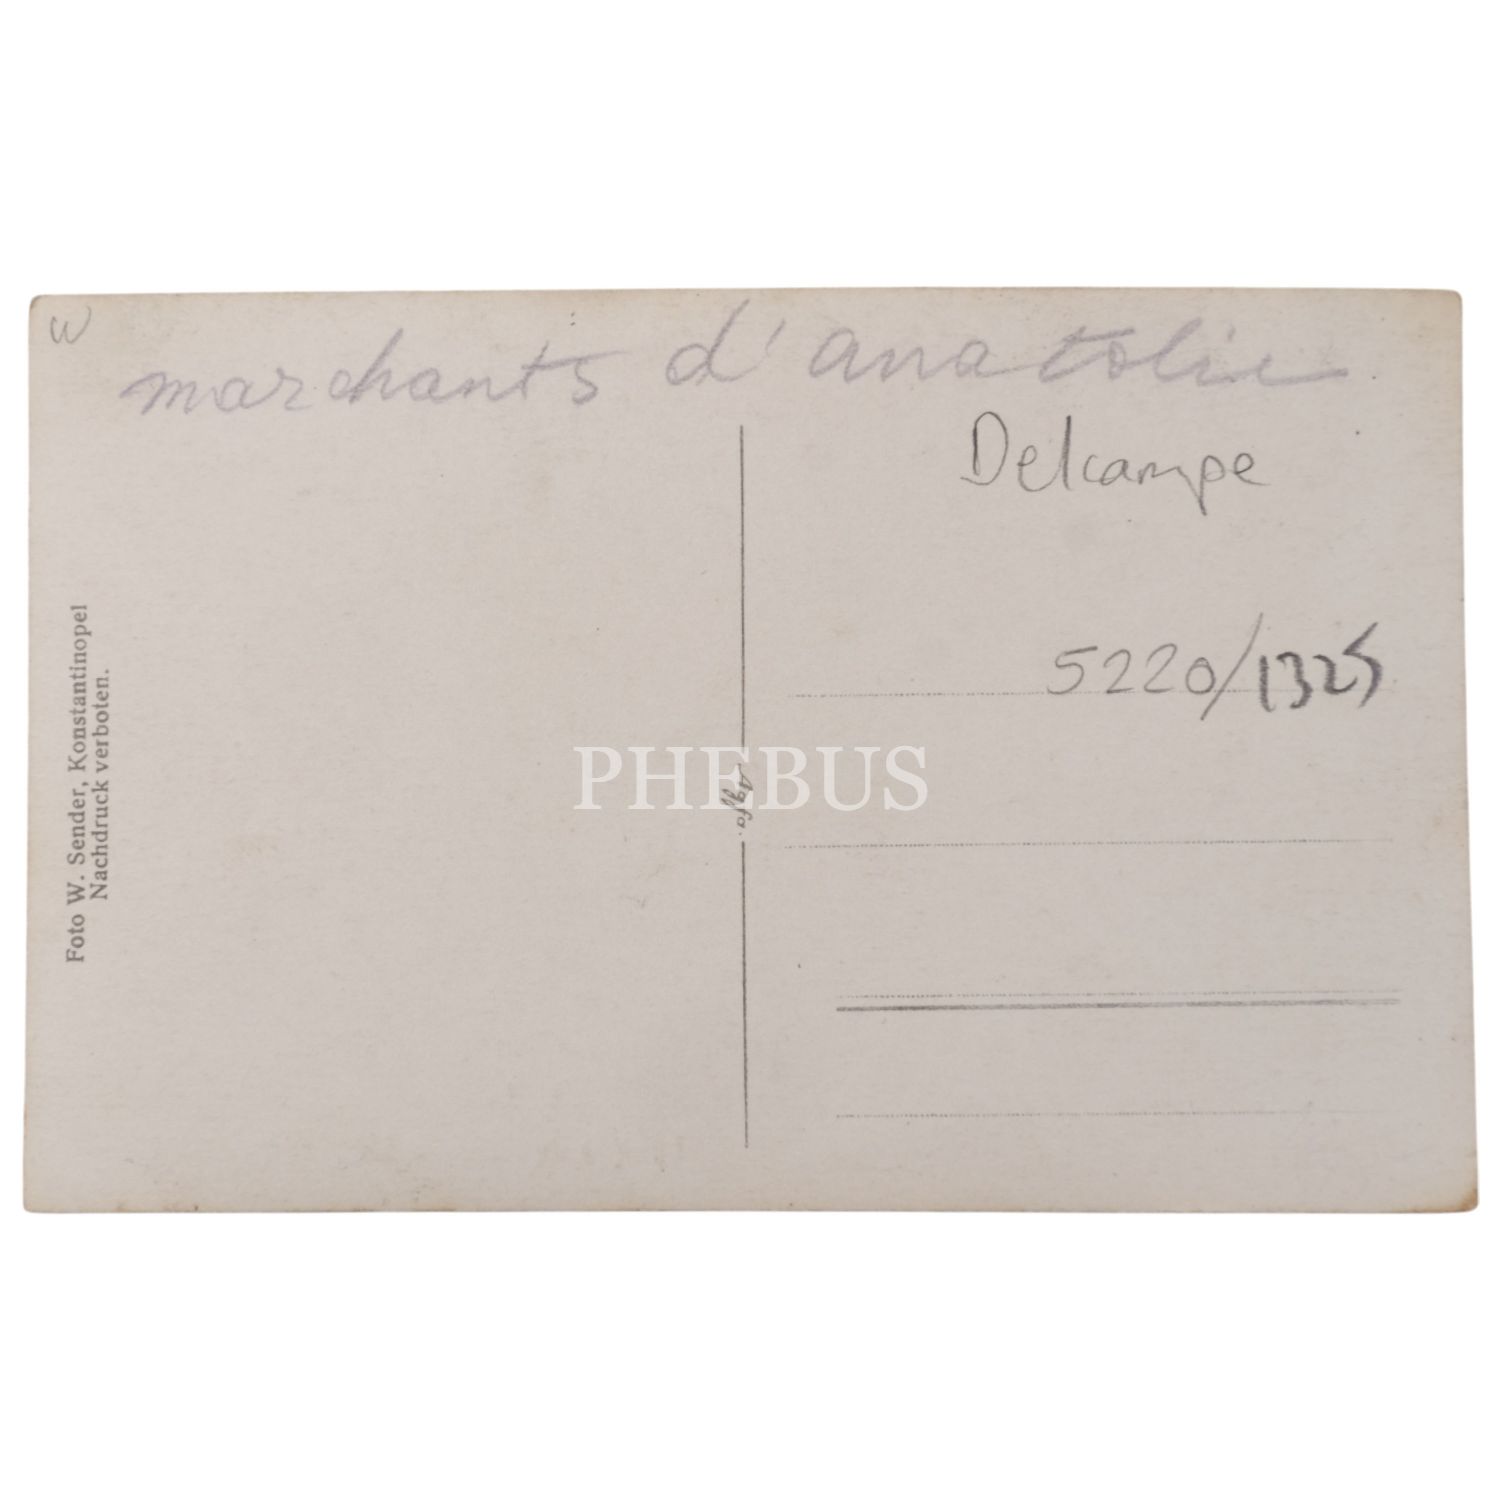 w
marchants d'anatolie
Delcampe
5220/1325
Foto W. Sender, Konstantinopel
Nachdruck verboten.
Agfa.
PHEBUS